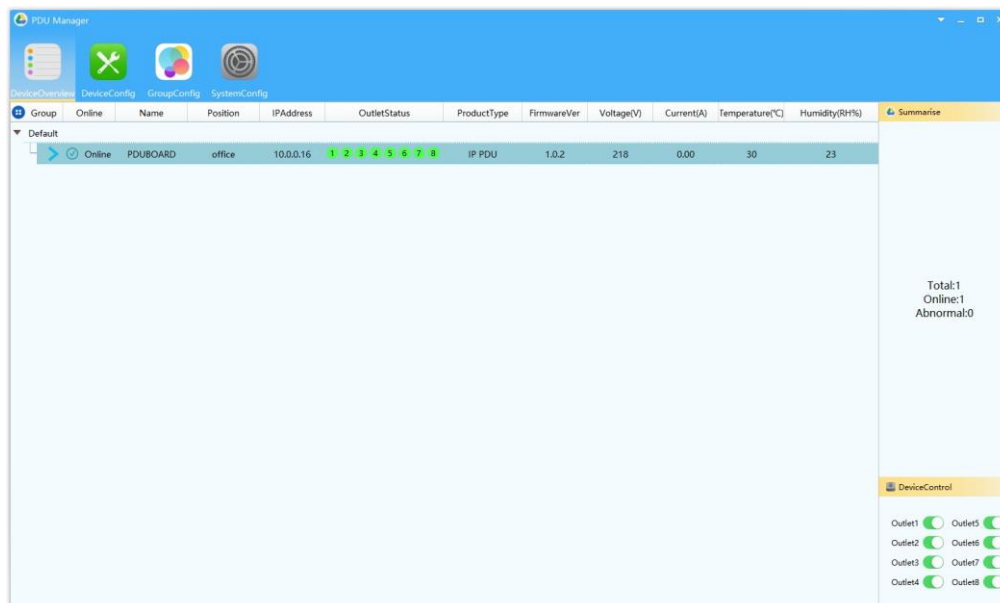 PDU Manager
DeviceOverview DeviceConfig GroupConfig SystemConfig
Group Online Name Position IPAddress OutletStatus ProductType FirmwareVer Voltage(V) Current(A) Temperature(℃) Humidity(RH%) Summarise
Default
Online PDUBOARD office 10.0.0.16 1 2 3 4 5 6 7 8 IP PDU 1.0.2 218 0.00 30 23
Total:1
Online:1
Abnormal:0
DeviceControl
Outlet1 Outlet5
Outlet2 Outlet6
Outlet3 Outlet7
Outlet4 Outlet8